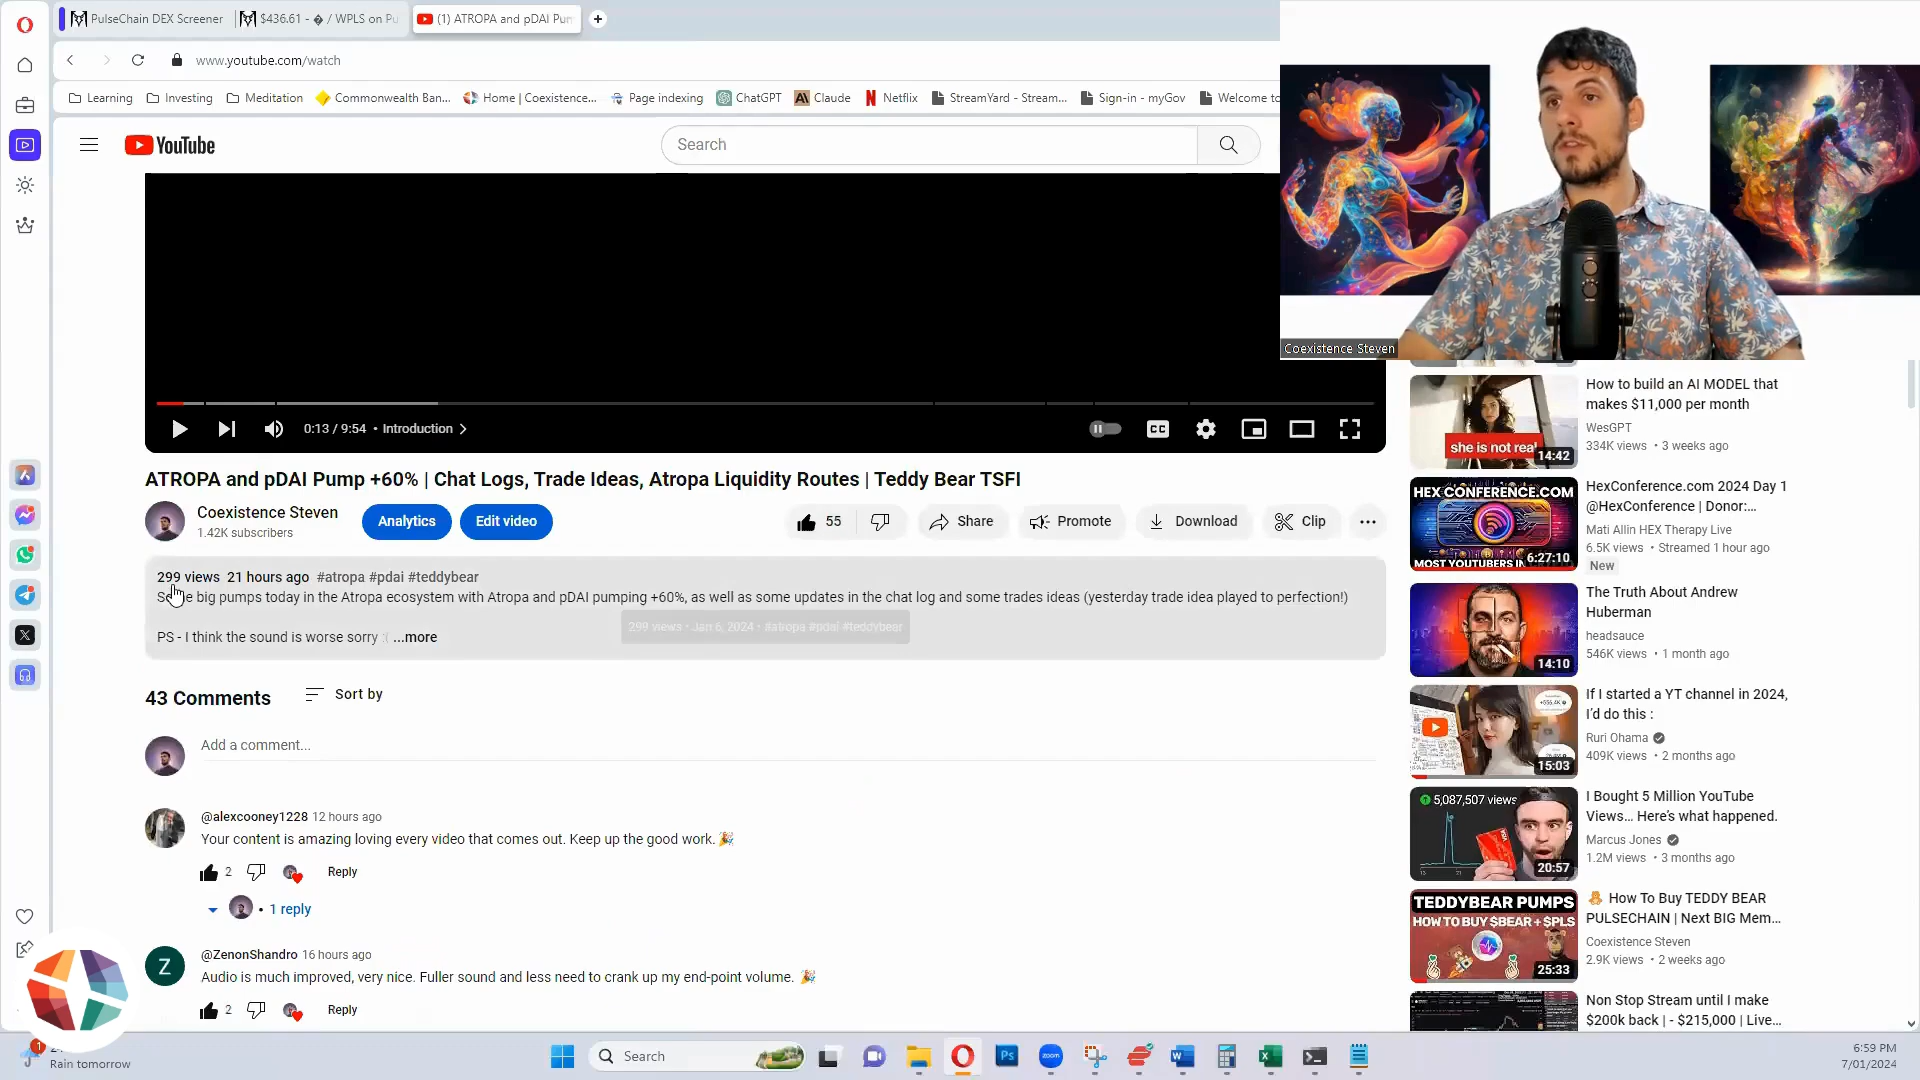 PulseChain DEX Screener
$436.61 - � / WPLS on Pu
(1) ATROPA and pDAI Pum
www.youtube.com/watch
Learning
Investing
Meditation
Commonwealth Ban...
Home | Coexistence...
Page indexing
ChatGPT
Claude
Netflix
StreamYard - Stream...
Sign-in - myGov
Welcome to
YouTube
Search
Coexistence Steven
0:13 / 9:54 • Introduction
CC
ATROPA and pDAI Pump +60% | Chat Logs, Trade Ideas, Atropa Liquidity Routes | Teddy Bear TSFI
Coexistence Steven
1.42K subscribers
Analytics
Edit video
55
Share
Promote
Download
Clip
299 views 21 hours ago #atropa #pdai #teddybear
big pumps today in the Atropa ecosystem with Atropa and pDAI pumping +60%, as well as some updates in the chat log and some trades ideas (yesterday trade idea played to perfection!)
299 views • Jan 6, 2024 • #atropa #pdai #teddybear
PS - I think the sound is worse sorry :( ...more
43 Comments
Sort by
Add a comment...
@alexcooney1228 12 hours ago
Your content is amazing loving every video that comes out. Keep up the good work. 🎉
2
Reply
• 1 reply
Z
@ZenonShandro 16 hours ago
Audio is much improved, very nice. Fuller sound and less need to crank up my end-point volume. 🎉
2
Reply
she is not real
14:42
How to build an AI MODEL that
makes $11,000 per month
WesGPT
334K views • 3 weeks ago
HEXCONFERENCE.COM
MOST YOUTUBERS IN
6:27:10
HexConference.com 2024 Day 1
@HexConference | Donor:...
Mati Allin HEX Therapy Live
6.5K views • Streamed 1 hour ago
New
14:10
The Truth About Andrew
Huberman
headsauce
546K views • 1 month ago
15:03
If I started a YT channel in 2024,
I'd do this :
Ruri Ohama
409K views • 2 months ago
5,087,507 views
20:57
I Bought 5 Million YouTube
Views... Here's what happened.
Marcus Jones
1.2M views • 3 months ago
TEDDYBEAR PUMPS
HOW TO BUY $BEAR + $PLS
25:33
🧸 How To Buy TEDDY BEAR
PULSECHAIN | Next BIG Mem...
Coexistence Steven
2.9K views • 2 weeks ago
Non Stop Stream until I make
$200k back | - $215,000 | Live...
1
Rain tomorrow
Search
Ps
zoom
6:59 PM
7/01/2024